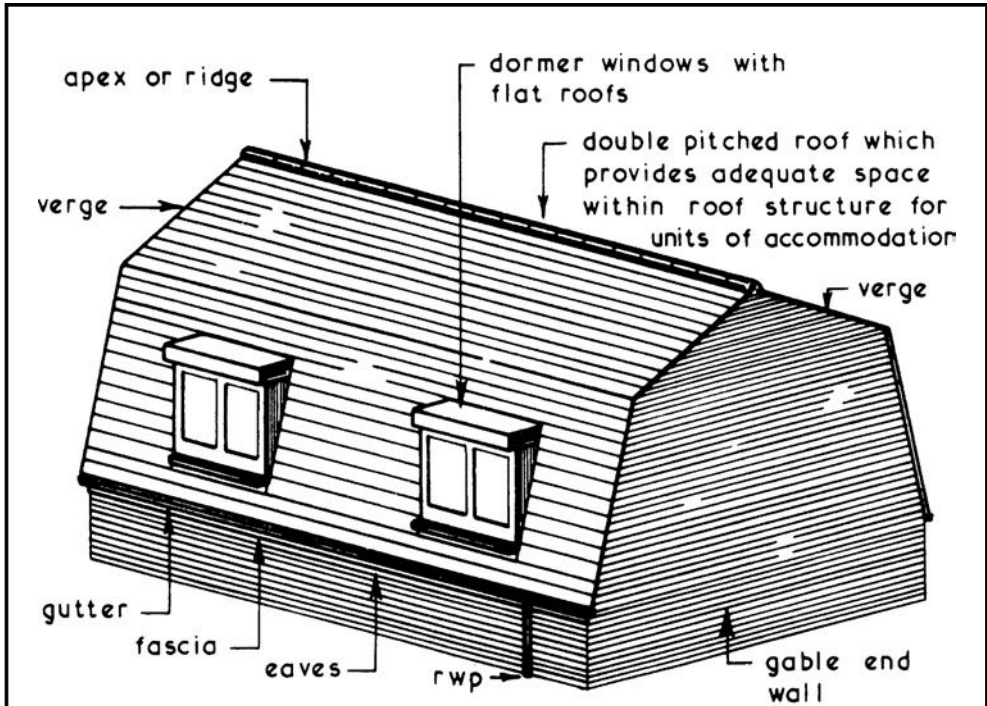 apex or ridge
dormer windows with
flat roofs
double pitched roof which
provides adequate space
within roof structure for
units of accommodation
verge
verge
gutter
fascia
eaves
rwp
gable end
wall